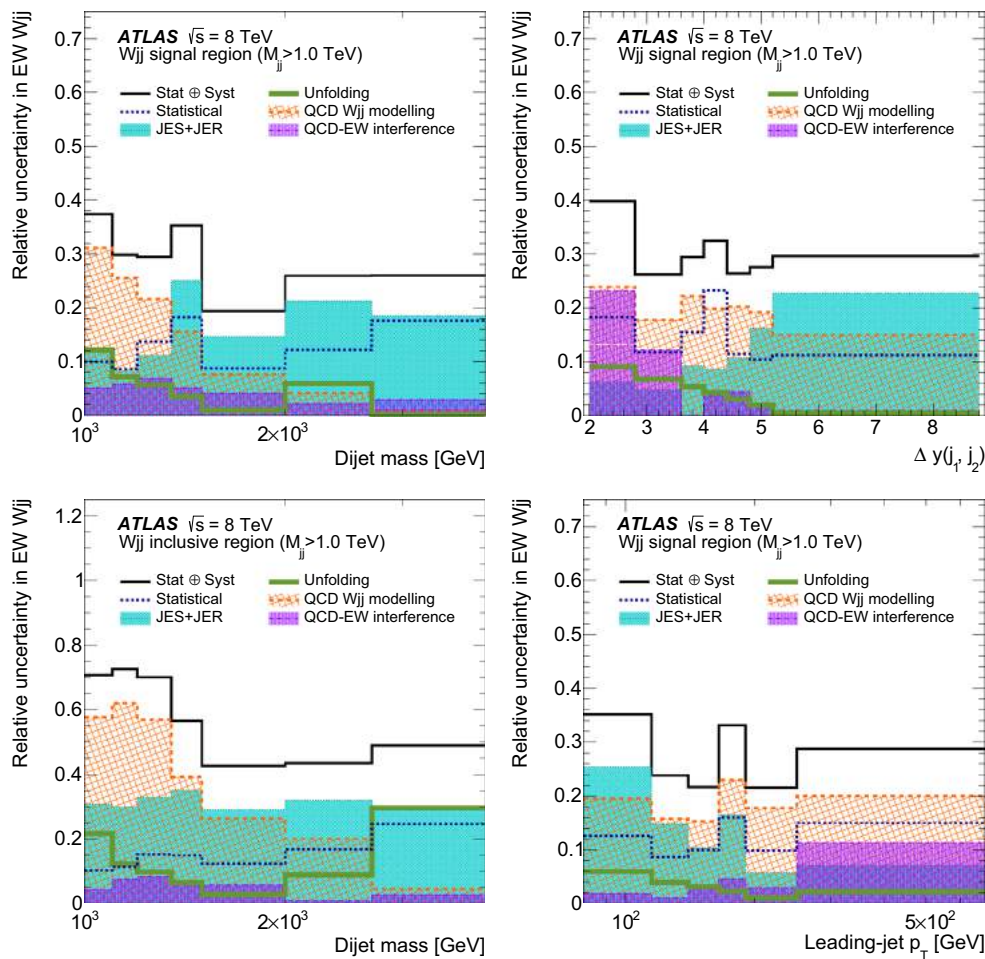 Relative uncertainty in EW Wjj
0.7
0.6
0.5
0.4
0.3
0.2
0.1
0
ATLAS √s = 8 TeV
Wjj signal region (M_jj>1.0 TeV)
Stat ⊕ Syst
Statistical
JES+JER
Unfolding
QCD Wjj modelling
QCD-EW interference
10³ 2×10³
Dijet mass [GeV]
Relative uncertainty in EW Wjj
0.7
0.6
0.5
0.4
0.3
0.2
0.1
0
ATLAS √s = 8 TeV
Wjj signal region (M_jj>1.0 TeV)
Stat ⊕ Syst
Statistical
JES+JER
Unfolding
QCD Wjj modelling
QCD-EW interference
2 3 4 5 6 7 8
Δ y(j₁, j₂)
Relative uncertainty in EW Wjj
1.2
1
0.8
0.6
0.4
0.2
0
ATLAS √s = 8 TeV
Wjj inclusive region (M_jj>1.0 TeV)
Stat ⊕ Syst
Statistical
JES+JER
Unfolding
QCD Wjj modelling
QCD-EW interference
10³ 2×10³
Dijet mass [GeV]
Relative uncertainty in EW Wjj
0.7
0.6
0.5
0.4
0.3
0.2
0.1
0
ATLAS √s = 8 TeV
Wjj signal region (M_jj>1.0 TeV)
Stat ⊕ Syst
Statistical
JES+JER
Unfolding
QCD Wjj modelling
QCD-EW interference
10² 5×10²
Leading-jet p_T [GeV]